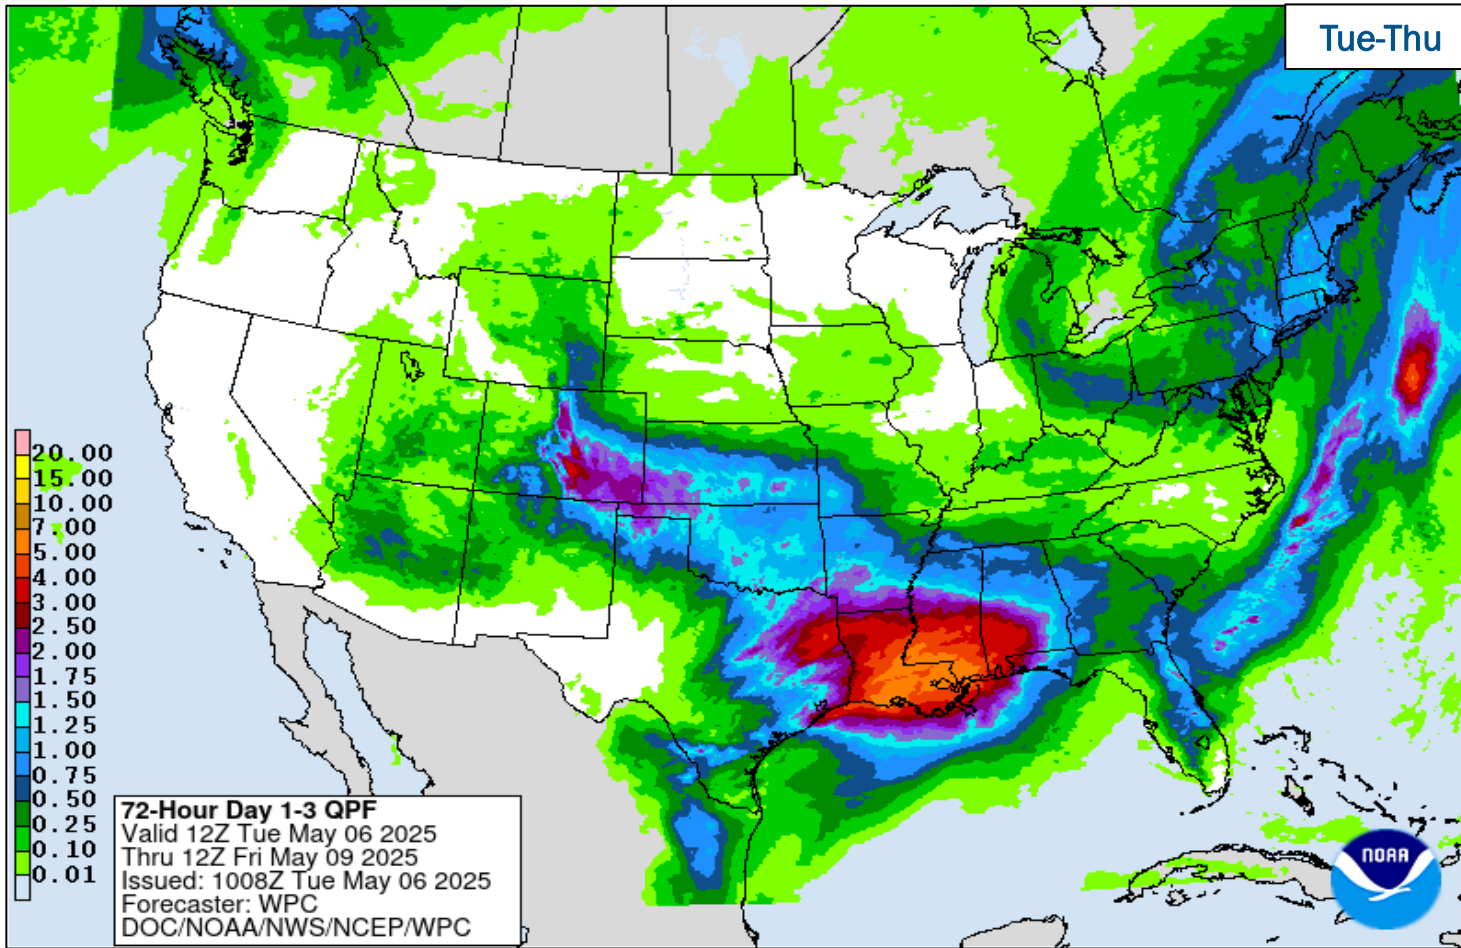 Tue-Thu
20.00
15.00
10.00
7.00
5.00
4.00
3.00
2.50
2.00
1.75
1.50
1.25
1.00
0.75
0.50
0.25
0.10
0.01
72-Hour Day 1-3 QPF
Valid 12Z Tue May 06 2025
Thru 12Z Fri May 09 2025
Issued: 1008Z Tue May 06 2025
Forecaster: WPC
DOC/NOAA/NWS/NCEP/WPC
NOAA